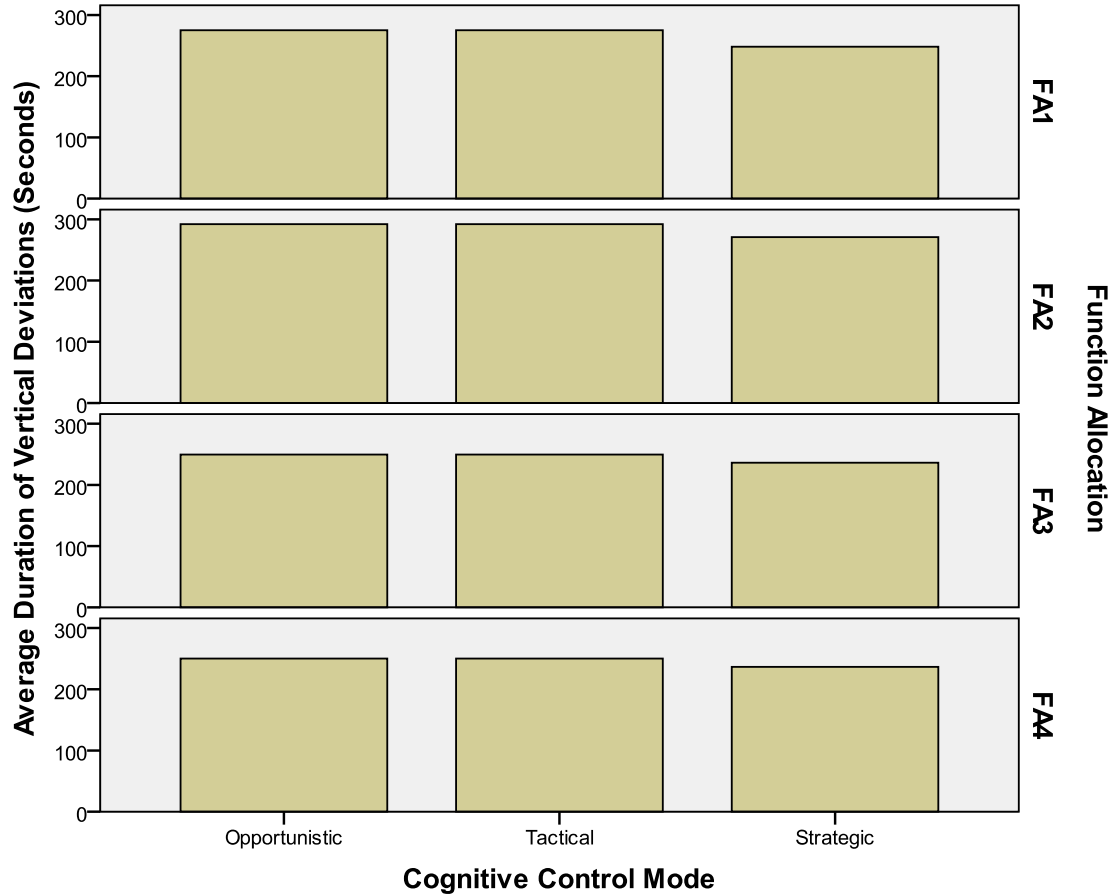 Average Duration of Vertical Deviations (Seconds)
300
200
100
0
FA1
300
200
100
0
FA2
300
200
100
0
FA3
300
200
100
0
FA4
Function Allocation
Opportunistic Tactical Strategic
Cognitive Control Mode